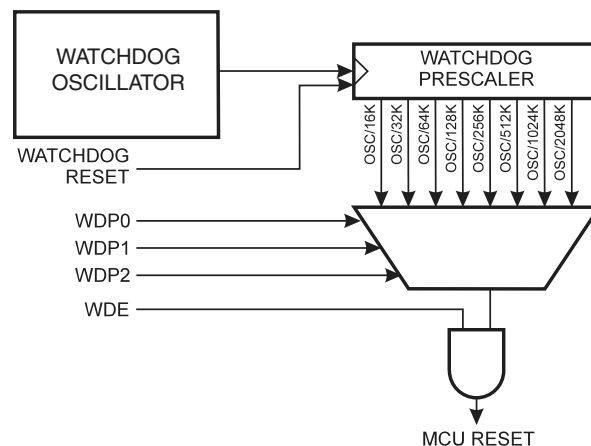 WATCHDOG
OSCILLATOR
WATCHDOG
PRESCALER
OSC/16K
OSC/32K
OSC/64K
OSC/128K
OSC/256K
OSC/512K
OSC/1024K
OSC/2048K
WATCHDOG
RESET
WDP0
WDP1
WDP2
WDE
MCU RESET